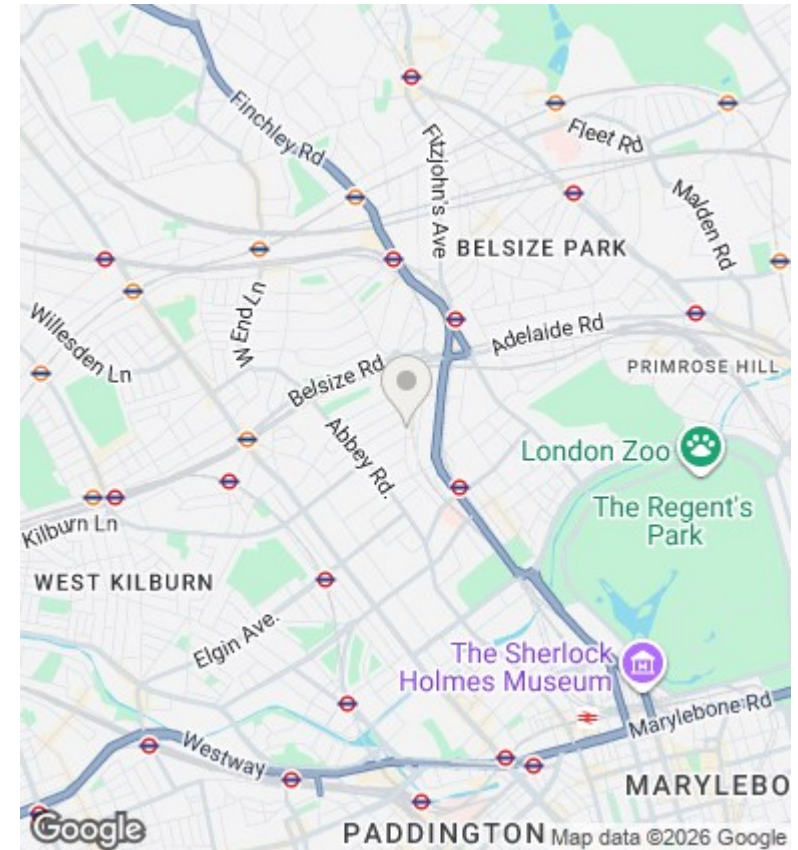 Finchley Rd
Fitzjohn's Ave
Fleet Rd
Malden Rd
BELSIZE PARK
W End Ln
Willesden Ln
Adelaide Rd
Belsize Rd
PRIMROSE HILL
Abbey Rd.
London Zoo
The Regent's
Park
Kilburn Ln
WEST KILBURN
Elgin Ave.
The Sherlock
Holmes Museum
Marylebone Rd
Westway
MARYLEBO
Google
PADDINGTON
Map data ©2026 Google